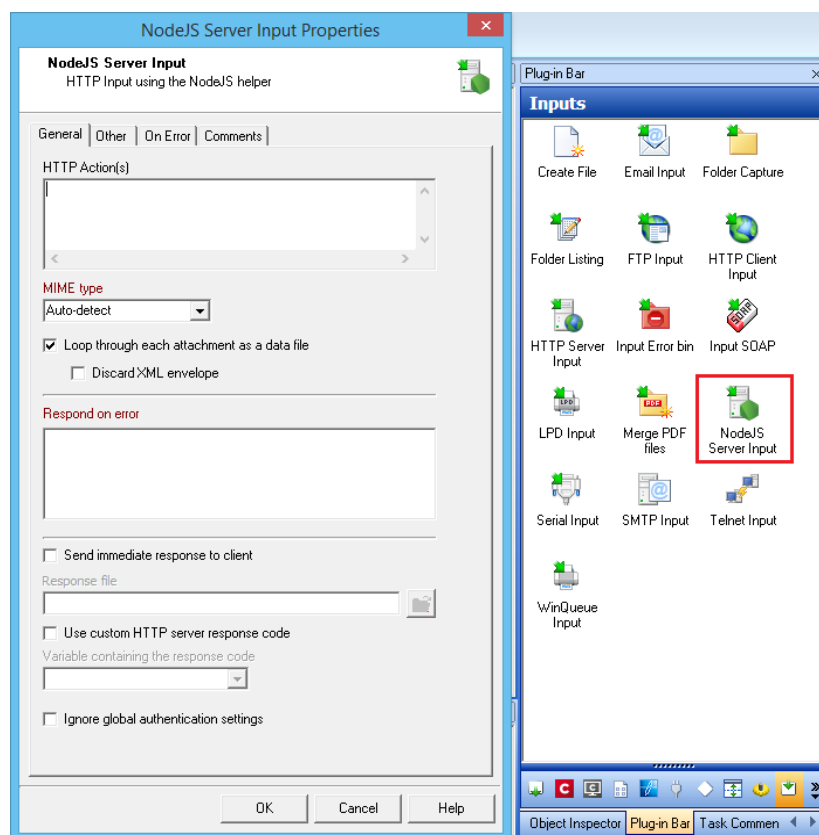 NodeJS Server Input Properties
NodeJS Server Input
HTTP Input using the NodeJS helper
General
Other
On Error
Comments
HTTP Action(s)
MIME type
Auto-detect
Loop through each attachment as a data file
Discard XML envelope
Respond on error
Send immediate response to client
Response file
Use custom HTTP server response code
Variable containing the response code
Ignore global authentication settings
OK
Cancel
Help
Plug-in Bar
Inputs
Create File
Email Input
Folder Capture
Folder Listing
FTP Input
HTTP Client
Input
HTTP Server
Input
Input Error bin
SOAP
Input SOAP
LPD
LPD Input
PDF
Merge PDF
files
NodeJS
Server Input
Serial Input
SMTP Input
Telnet Input
WinQueue
Input
Object Inspector
Plug-in Bar
Task Commen